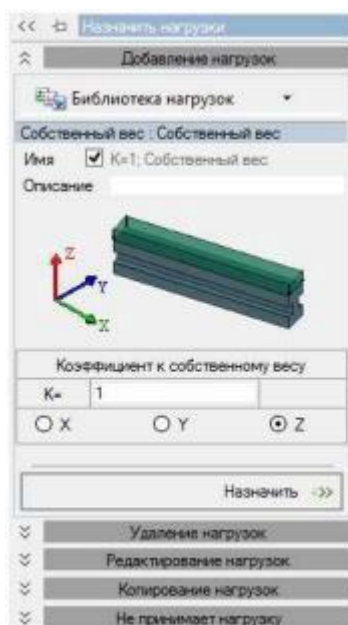 << Назначить нагрузки
Добавление нагрузок
Библиотека нагрузок
Собственный вес : Собственный вес
Имя K=1; Собственный вес
Описание
Z
Y
X
Коэффициент к собственному весу
K= 1
X Y Z
Назначить ->>
Удаление нагрузок
Редактирование нагрузок
Копирование нагрузок
Не принимает нагрузку